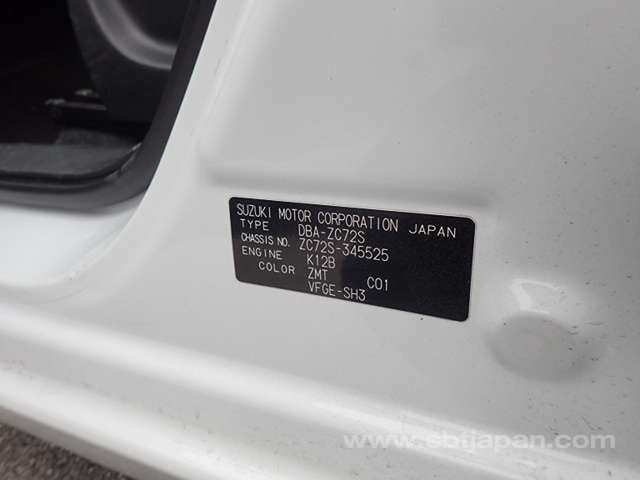 SUZUKI MOTOR CORPORATION JAPAN
TYPE DBA-ZC72S
CHASSIS NO. ZC72S-345525
ENGINE K12B
COLOR ZMT C01
VFGE-SH3
www.sbtjapan.com